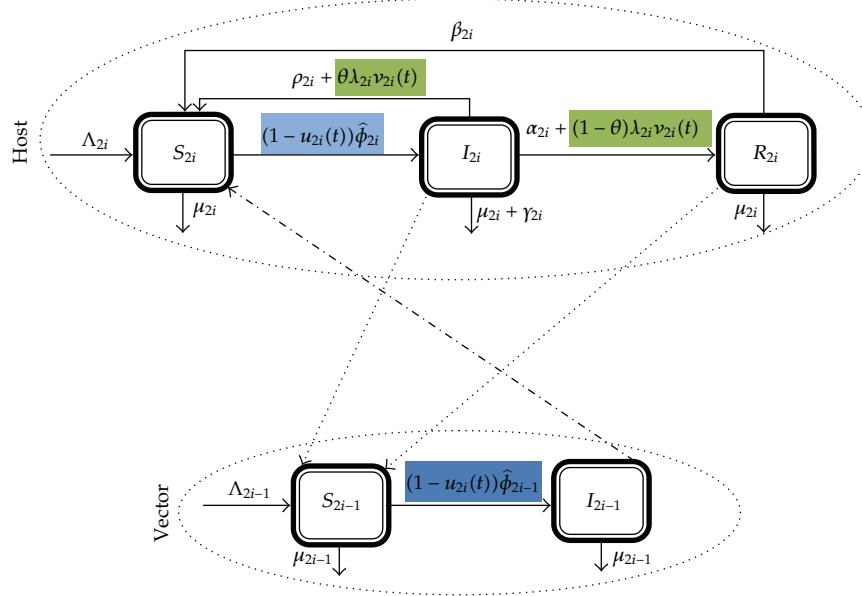 β₂ᵢ
ρ₂ᵢ + θλ₂ᵢν₂ᵢ(t)
Host
Λ₂ᵢ
S₂ᵢ
(1 − u₂ᵢ(t))ϕ̂₂ᵢ
I₂ᵢ
α₂ᵢ + (1 − θ)λ₂ᵢν₂ᵢ(t)
R₂ᵢ
μ₂ᵢ
μ₂ᵢ + γ₂ᵢ
μ₂ᵢ
Vector
Λ₂ᵢ₋₁
S₂ᵢ₋₁
(1 − u₂ᵢ(t))ϕ̂₂ᵢ₋₁
I₂ᵢ₋₁
μ₂ᵢ₋₁
μ₂ᵢ₋₁